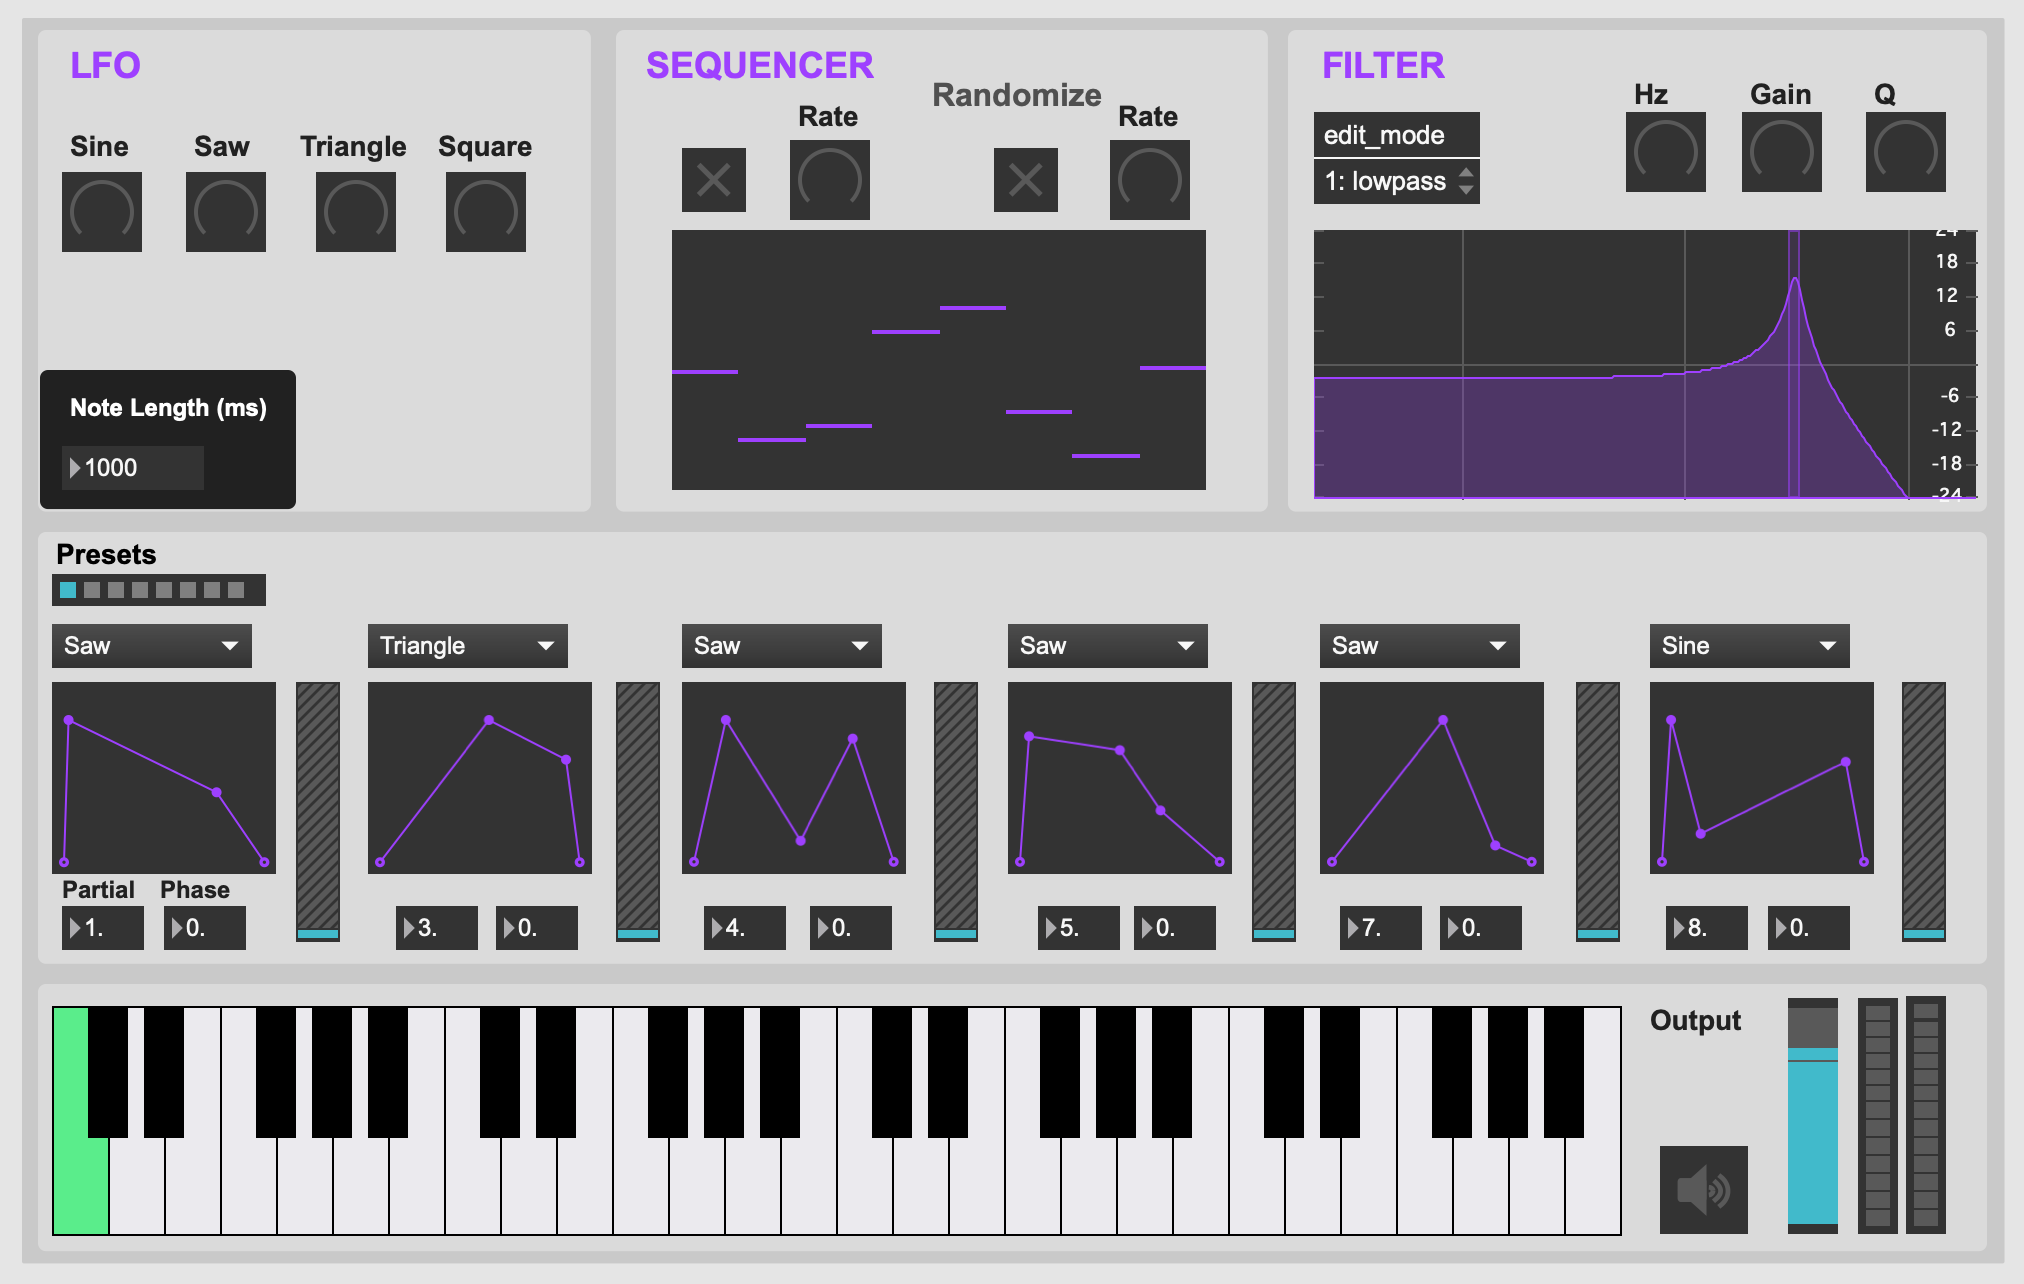 LFO
Sine Saw Triangle Square
Note Length (ms)
1000
SEQUENCER
Randomize
Rate Rate
FILTER
Hz Gain Q
edit_mode
1: lowpass
24
18
12
6
-6
-12
-18
-24
Presets
Saw Triangle Saw Saw Saw Sine
Partial Phase
1. 0. 3. 0. 4. 0. 5. 0. 7. 0. 8. 0.
Output